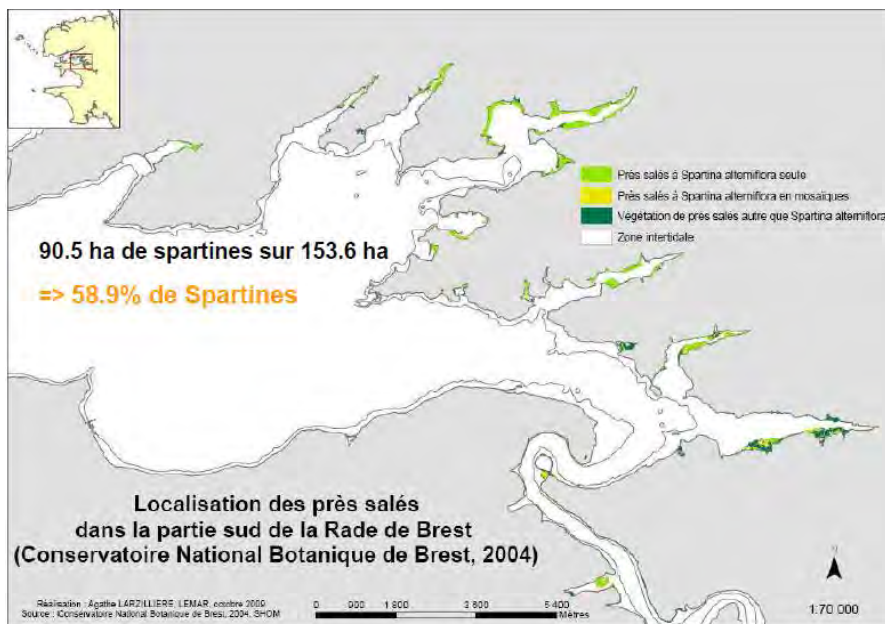 Près salés à Spartina alterniflora seule
Près salés à Spartina alterniflora en mosaïques
Végétation de près salés autre que Spartina alterniflora
Zone intertidale
90.5 ha de spartines sur 153.6 ha
=> 58.9% de Spartines
Localisation des près salés
dans la partie sud de la Rade de Brest
(Conservatoire National Botanique de Brest, 2004)
Réalisation : Agathe LARZILLIERE, LEMAR, octobre 2009
Source : Conservatoire National Botanique de Brest, 2004, SHOM
0 900 1 800 3 600 5 400
Mètres
N
1:70 000